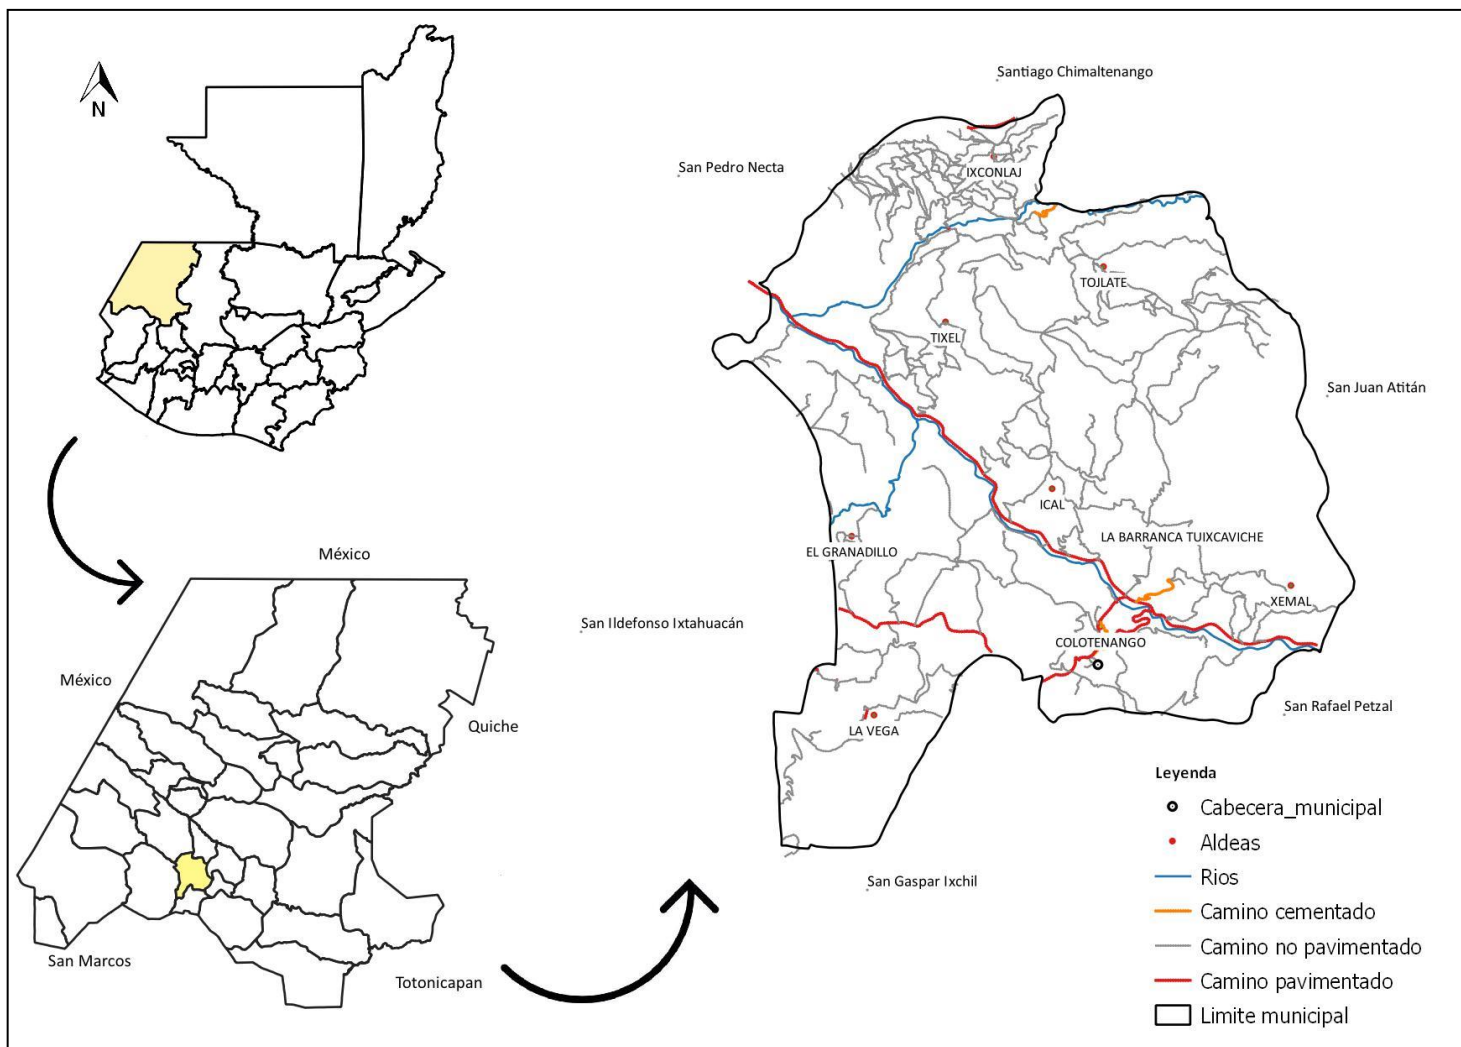 N
Santiago Chimaltenango
San Pedro Necta
IXCONLAJ
TOJLATE
TIXEL
San Juan Atitán
ICAL
LA BARRANCA TUIXCAVICHE
EL GRANADILLO
XEMAL
San Ildefonso Ixtahuacán
COLOTENANGO
San Rafael Petzal
LA VEGA
San Gaspar Ixchil
México
México
Quiche
San Marcos
Totonicapan
Leyenda
Cabecera_municipal
Aldeas
Rios
Camino cementado
Camino no pavimentado
Camino pavimentado
Limite municipal